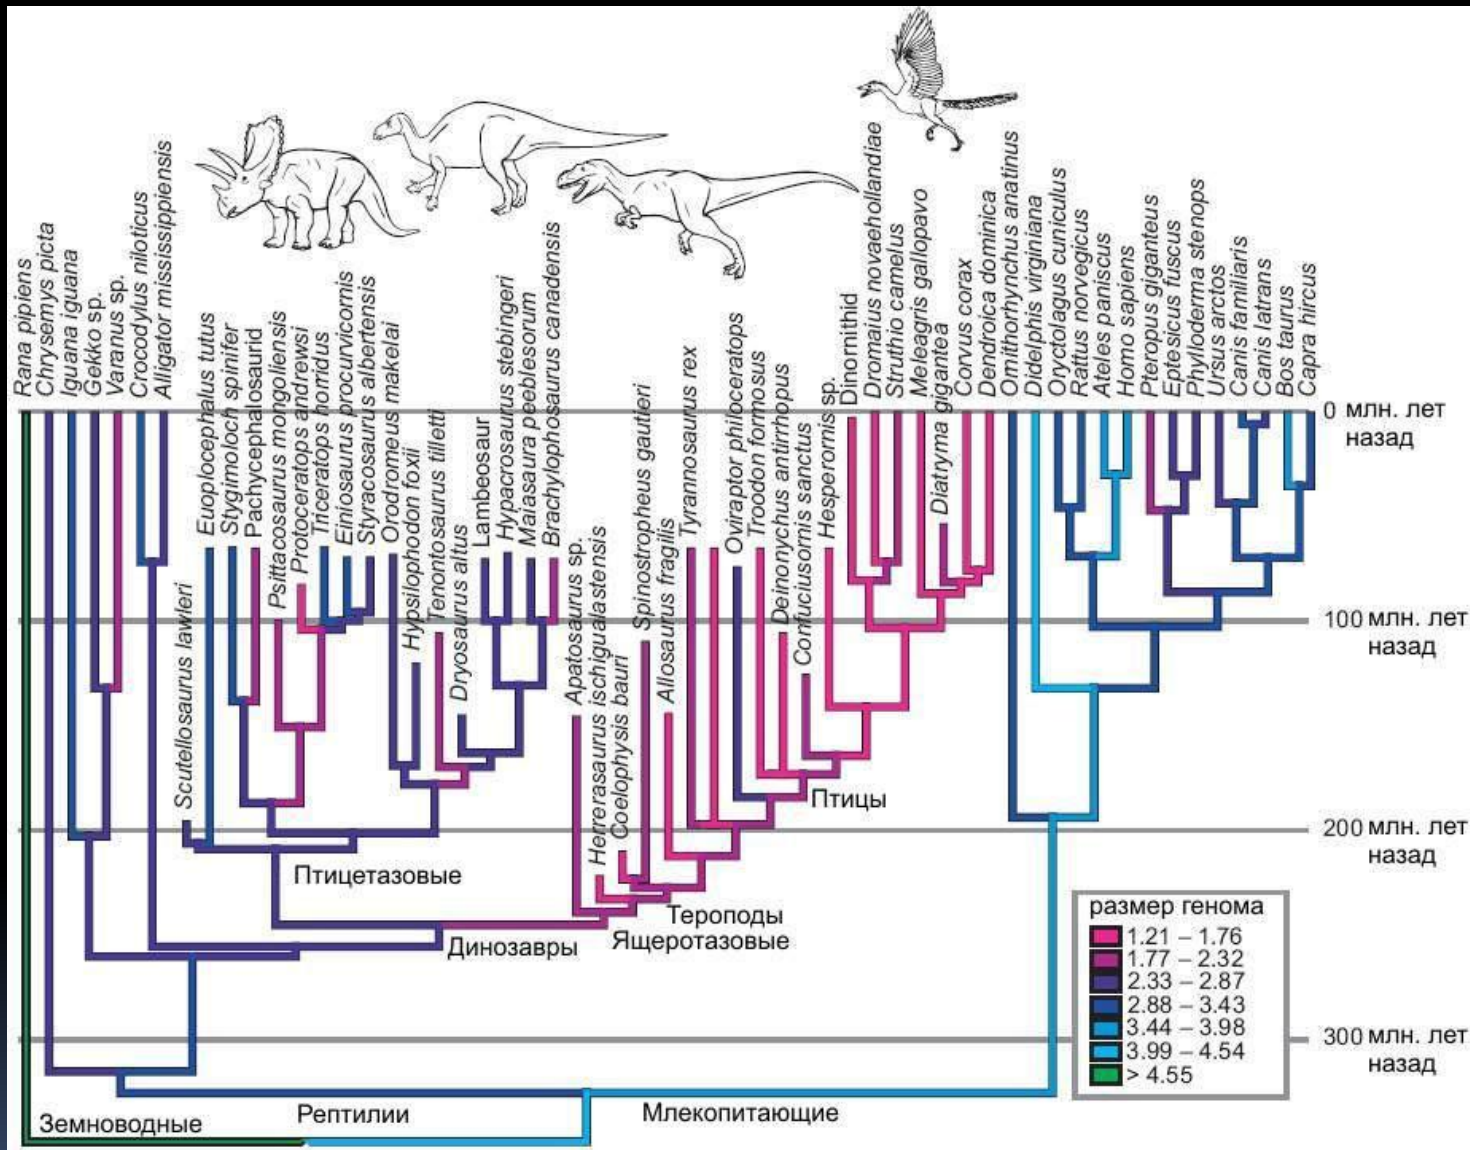 Rana pipiens
Chrysemys picta
Iguana iguana
Gekko sp.
Varanus sp.
Crocodylus niloticus
Alligator mississippiensis
Scutellosaurus lawleri
Euoplocephalus tutus
Stygimoloch spinifer
Pachycephalosaurid
Psittacosaurus mongoliensis
Protoceratops andrewsi
Triceratops horridus
Einiosaurus procurvicornis
Styracosaurus albertensis
Orodromeus makelai
Hypsilophodon foxii
Tenontosaurus tilletti
Dryosaurus altus
Lambeosaur
Hypacrosaurus stebingeri
Maiasaura peeblesorum
Brachylophosaurus canadensis
Apatosaurus sp.
Herrerasaurus ischigualastensis
Coelophysis bauri
Spinostropheus gautieri
Allosaurus fragilis
Tyrannosaurus rex
Oviraptor philoceratops
Troodon formosus
Deinonychus antirrhopus
Confuciusornis sanctus
Hesperornis sp.
Dinornithid
Dromaius novaehollandiae
Struthio camelus
Meleagris gallopavo
Diatryma gigantea
Corvus corax
Dendroica dominica
Ornithorhynchus anatinus
Didelphis virginiana
Oryctolagus cuniculus
Rattus norvegicus
Ateles paniscus
Homo sapiens
Pteropus giganteus
Eptesicus fuscus
Phylloderma stenops
Ursus arctos
Canis familiaris
Canis latrans
Bos taurus
Capra hircus
0 млн. лет
назад
100 млн. лет
назад
200 млн. лет
назад
300 млн. лет
назад
Птицы
Птицетазовые
Тероподы
Динозавры
Ящеротазовые
размер генома
1.21 – 1.76
1.77 – 2.32
2.33 – 2.87
2.88 – 3.43
3.44 – 3.98
3.99 – 4.54
> 4.55
Земноводные
Рептилии
Млекопитающие